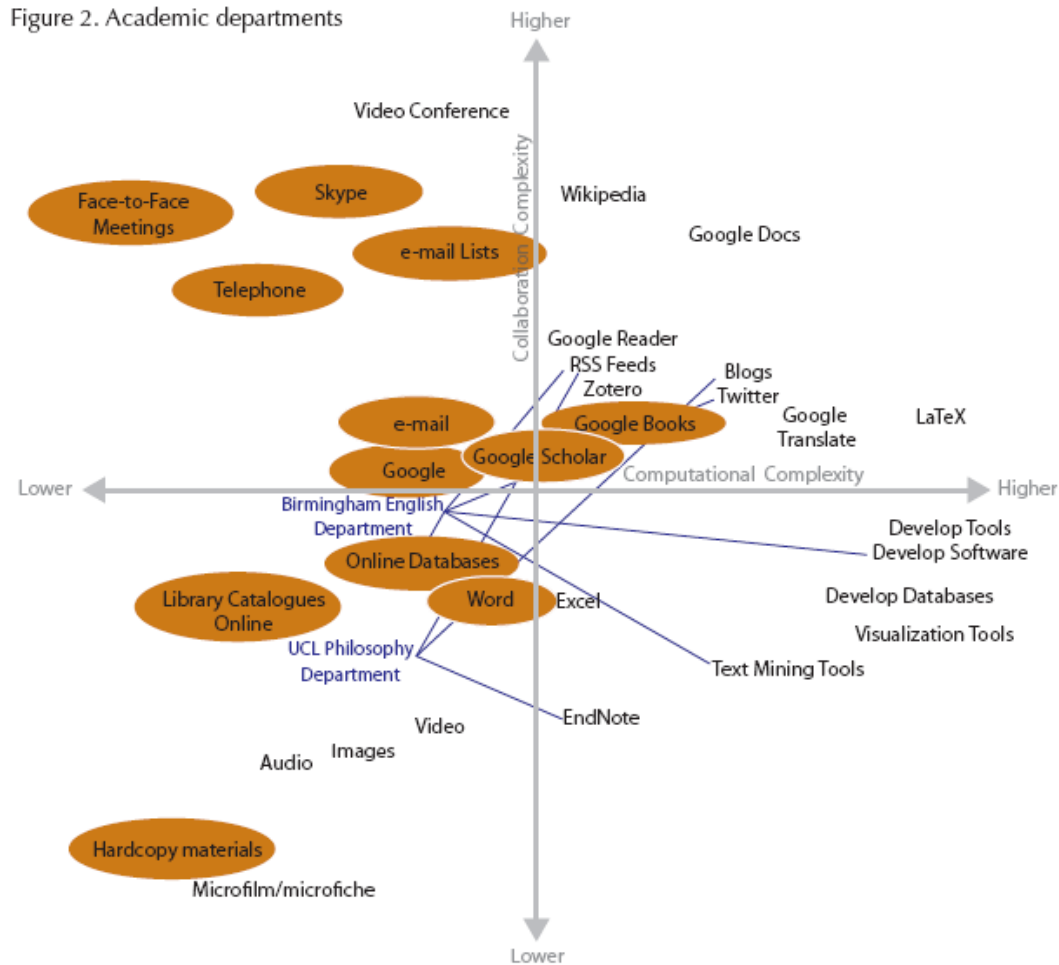 Figure 2. Academic departments
Higher
Video Conference
Skype
Wikipedia
Face-to-Face
Meetings
Google Docs
e-mail Lists
Telephone
Collaboration Complexity
Google Reader
RSS Feeds
Zotero
Blogs
Twitter
e-mail
Google Books
Google
Translate
LaTeX
Google Scholar
Google
Computational Complexity
Lower
Higher
Birmingham English
Department
Develop Tools
Develop Software
Online Databases
Library Catalogues
Online
Word
Excel
Develop Databases
Visualization Tools
UCL Philosophy
Department
Text Mining Tools
EndNote
Video
Images
Audio
Hardcopy materials
Microfilm/microfiche
Lower